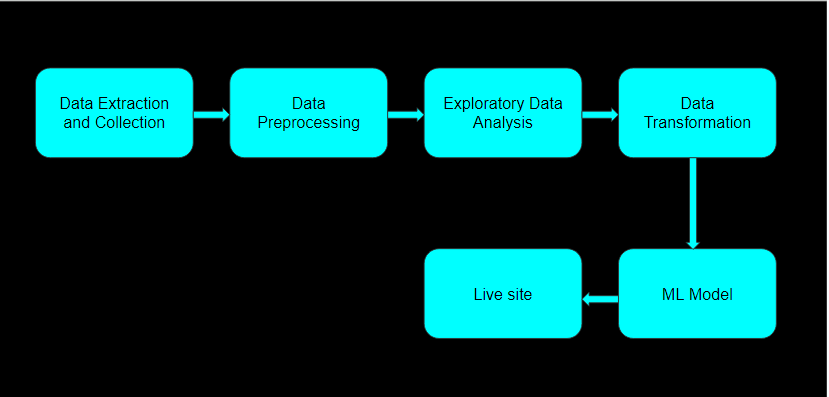 Data Extraction
and Collection
Data
Preprocessing
Exploratory Data
Analysis
Data
Transformation
ML Model
Live site